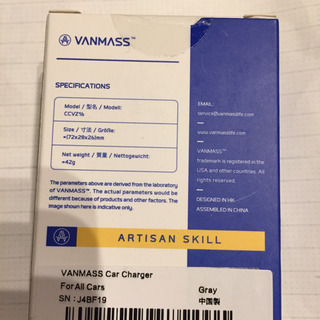 VANMASS™
SPECIFICATIONS
Model / 型名 / Modell:
CCVZ16
Size / 寸法 / Größe:
≈(72x28x26)mm
Net weight / 質量 / Nettogewicht:
≈42g
The parameters above are derived from the laboratory
of VANMASS™. The actual parameters would be
different because of products and other factors. The
image shown here is indicative only.
EMAIL:
service@vanmasslife.com
www.vanmasslife.com
VANMASS™
trademark is registered in the
USA and other countries. All
rights reserved.
DESIGNED IN HK
ASSEMBLED IN CHINA
ARTISAN SKILL
VANMASS Car Charger
For All Cars
Gray
SN : J4BF19
中国製